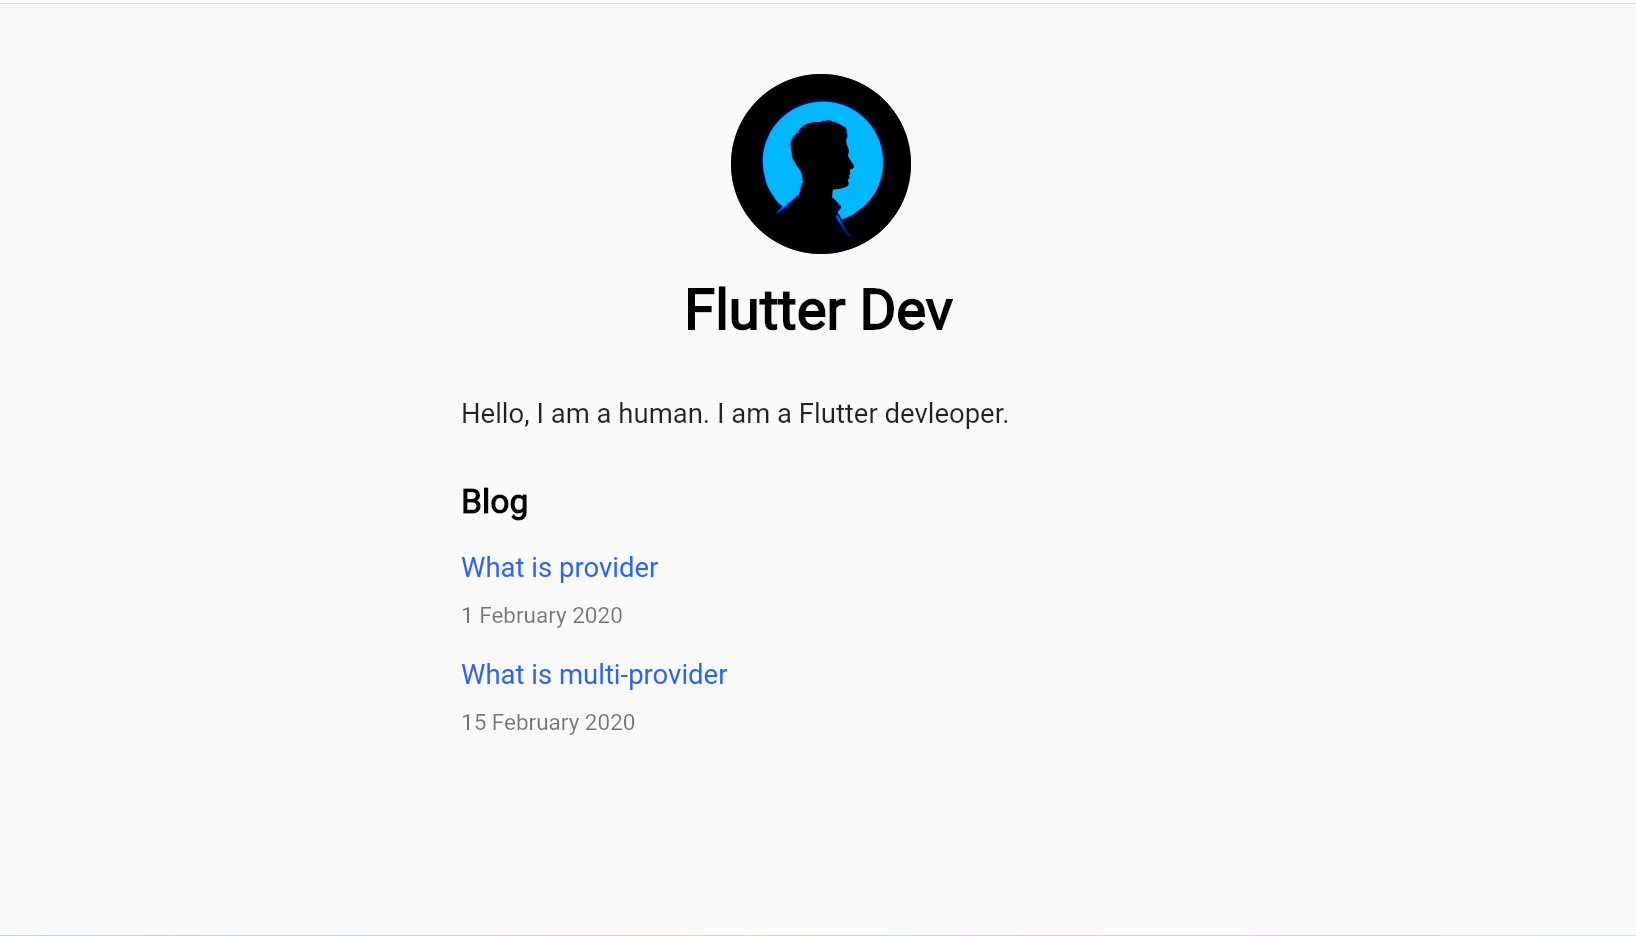 Flutter Dev
Hello, I am a human. I am a Flutter devleoper.
Blog
What is provider
1 February 2020
What is multi-provider
15 February 2020